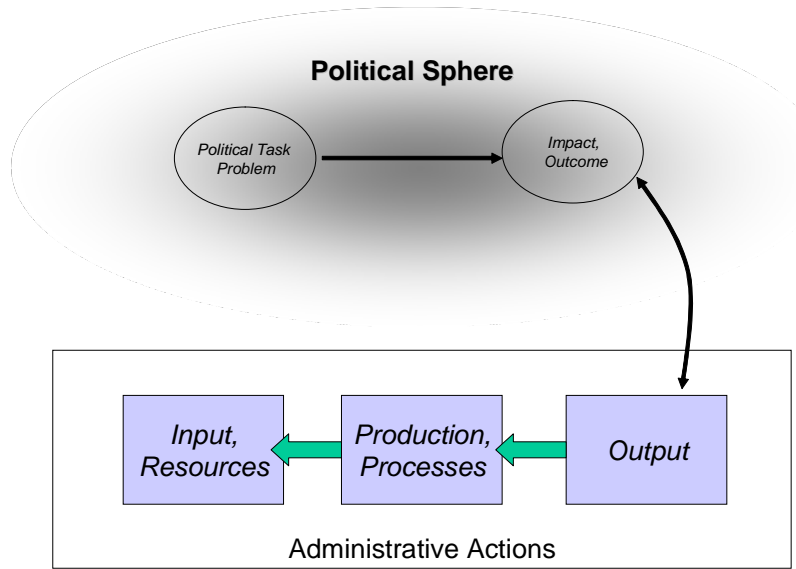 Political Sphere
Political Task
Problem
Impact,
Outcome
Input,
Resources
Production,
Processes
Output
Administrative Actions